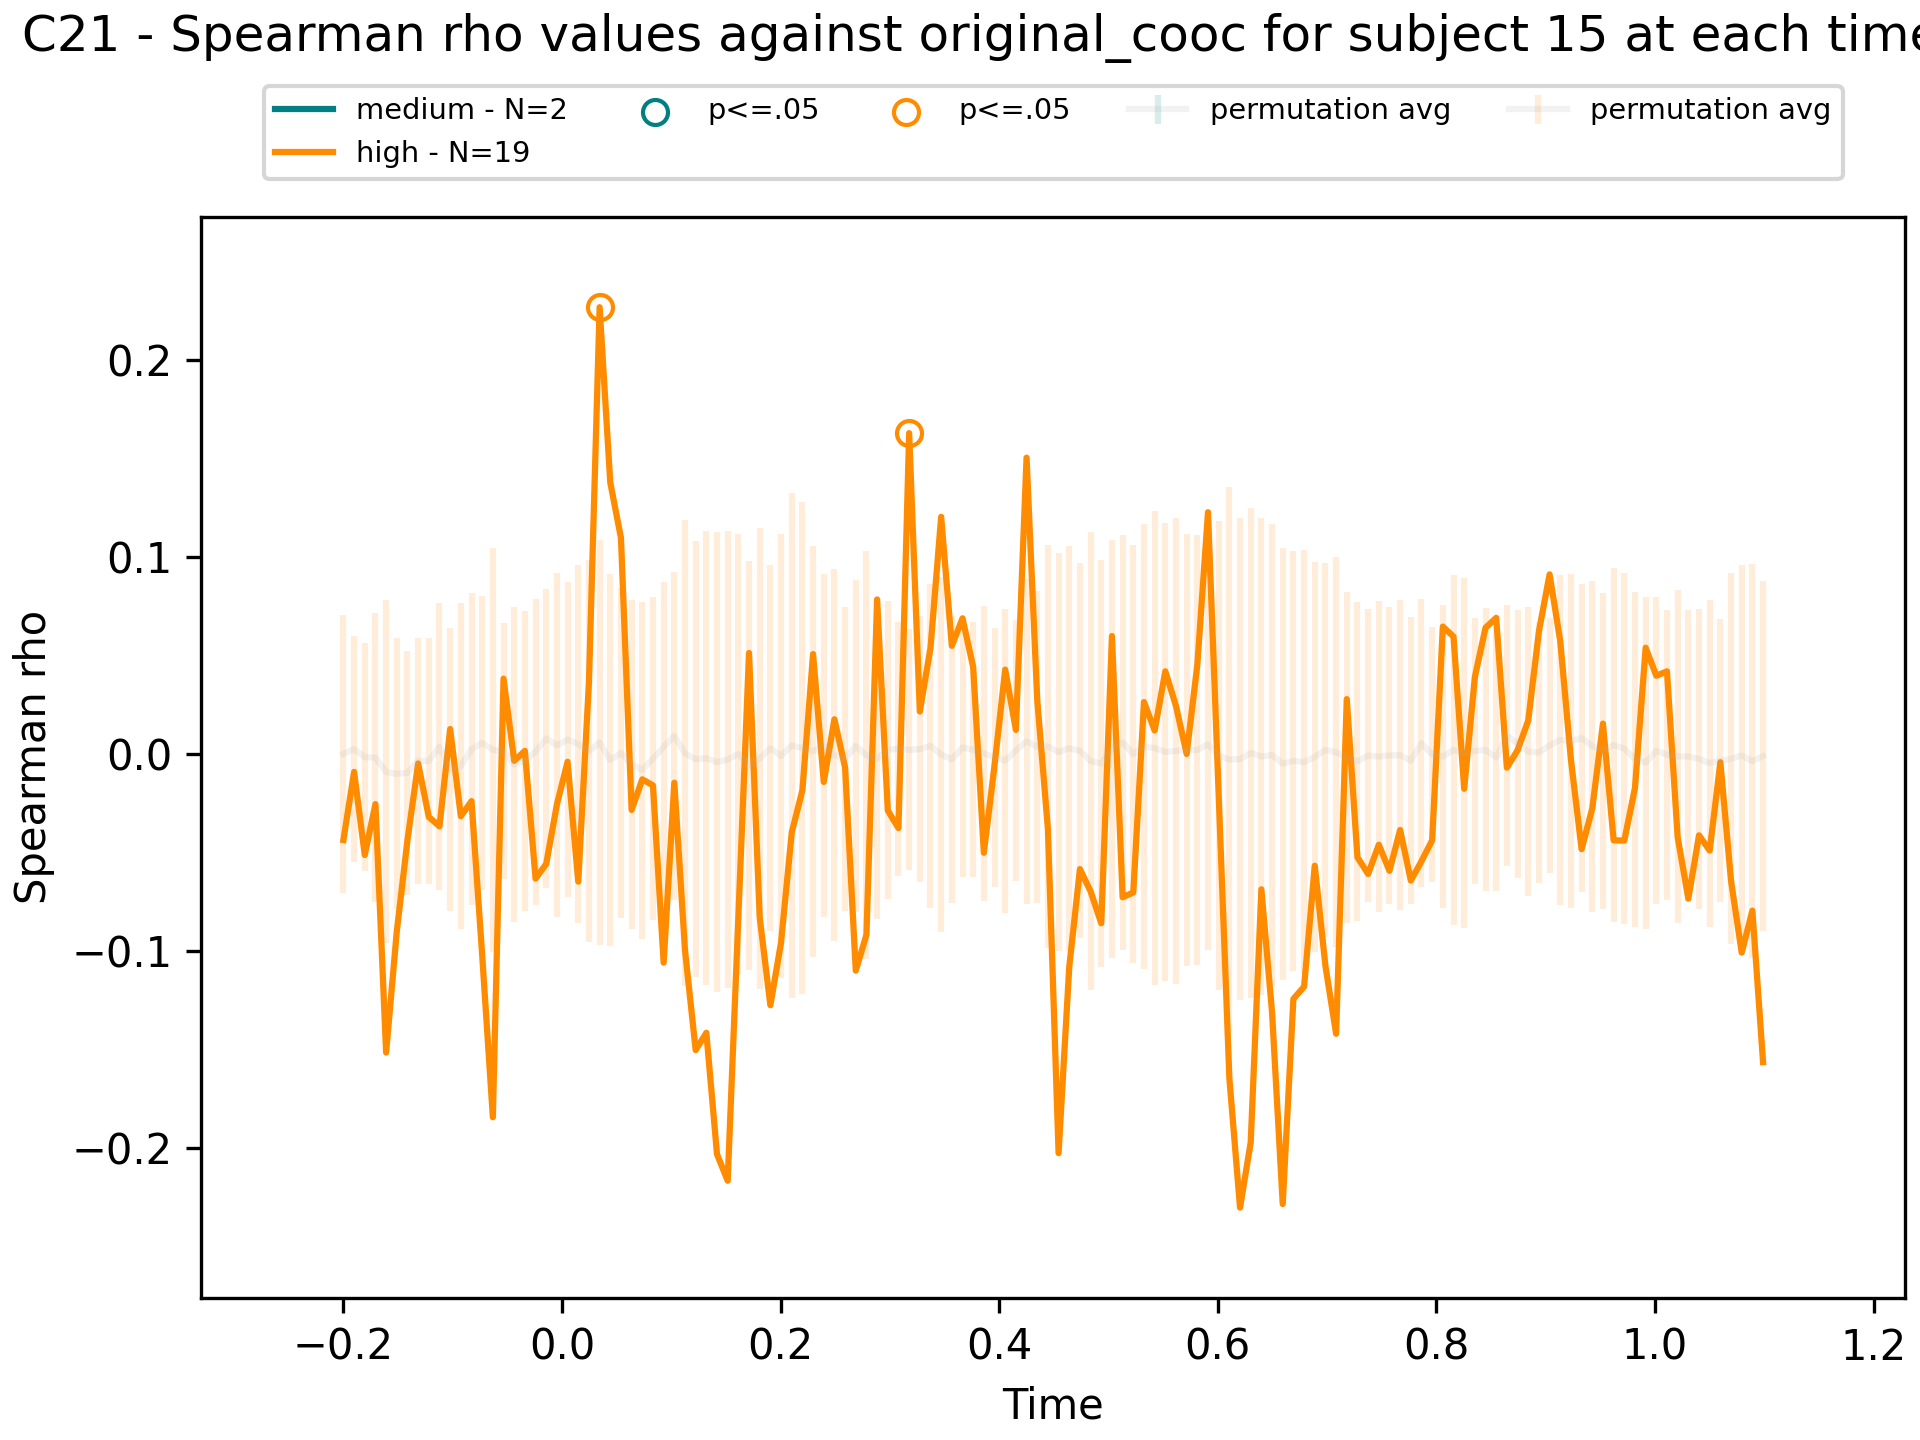 C21 - Spearman rho values against original_cooc for subject 15 at each time
medium - N=2 p<=.05 p<=.05 permutation avg permutation avg
high - N=19
Spearman rho
0.2
0.1
0.0
−0.1
−0.2
−0.2 0.0 0.2 0.4 0.6 0.8 1.0 1.2
Time